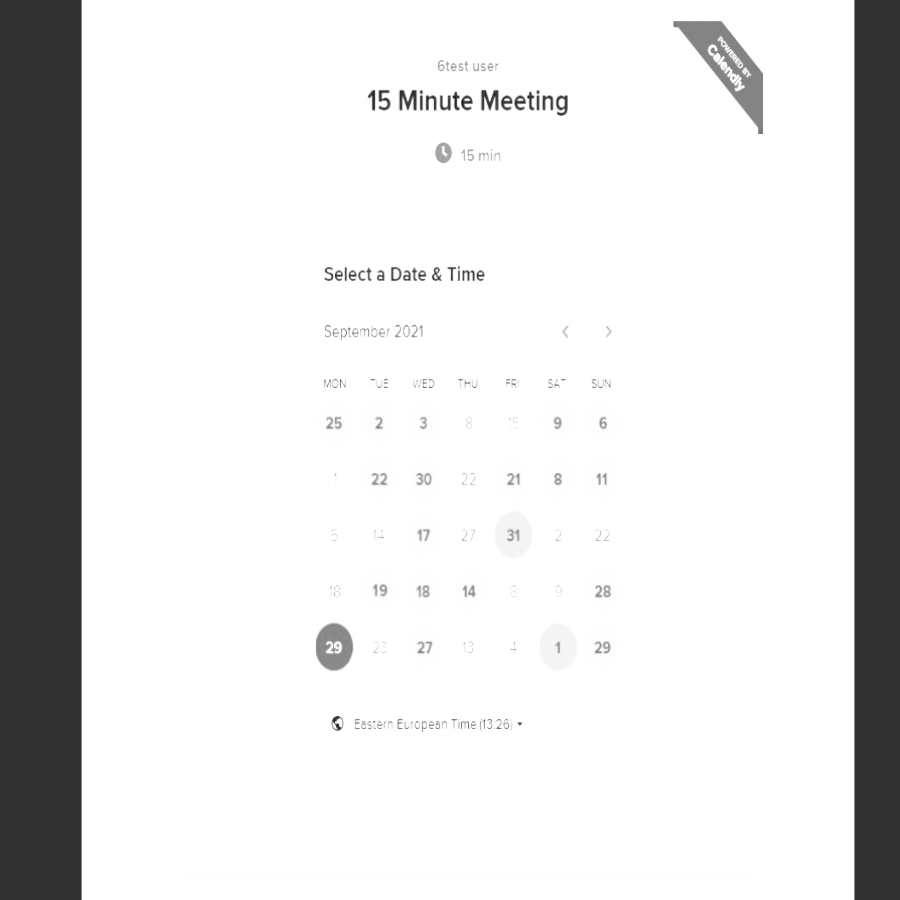 POWERED BY
Calendly
6test user
15 Minute Meeting
15 min
Select a Date & Time
September 2021
MON TUE WED THU FRI SAT SUN
25 2 3 8 15 9 6
1 22 30 22 21 8 11
5 14 17 27 31 2 22
18 19 18 14 8 9 28
29 23 27 13 4 1 29
Eastern European Time (13:26)